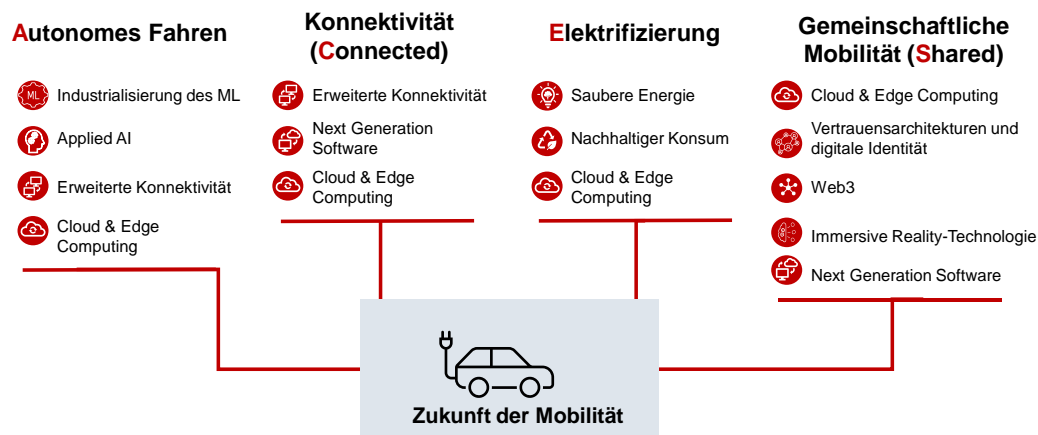 Autonomes Fahren
ML
Industrialisierung des ML
Applied AI
Erweiterte Konnektivität
Cloud & Edge
Computing
Konnektivität
(Connected)
Erweiterte Konnektivität
Next Generation
Software
Cloud & Edge
Computing
Elektrifizierung
Saubere Energie
Nachhaltiger Konsum
Cloud & Edge
Computing
Gemeinschaftliche
Mobilität (Shared)
Cloud & Edge Computing
Vertrauensarchitekturen und
digitale Identität
Web3
Immersive Reality-Technologie
Next Generation Software
Zukunft der Mobilität